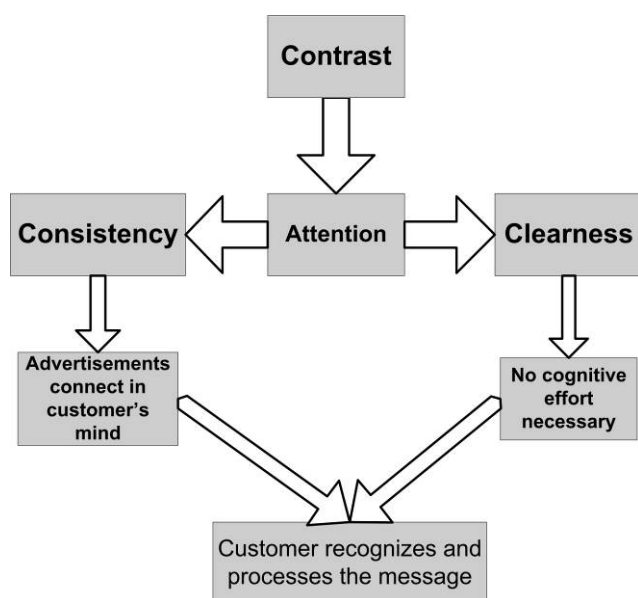 Contrast
Consistency
Attention
Clearness
Advertisements
connect in
customer’s
mind
No cognitive
effort
necessary
Customer recognizes and
processes the message